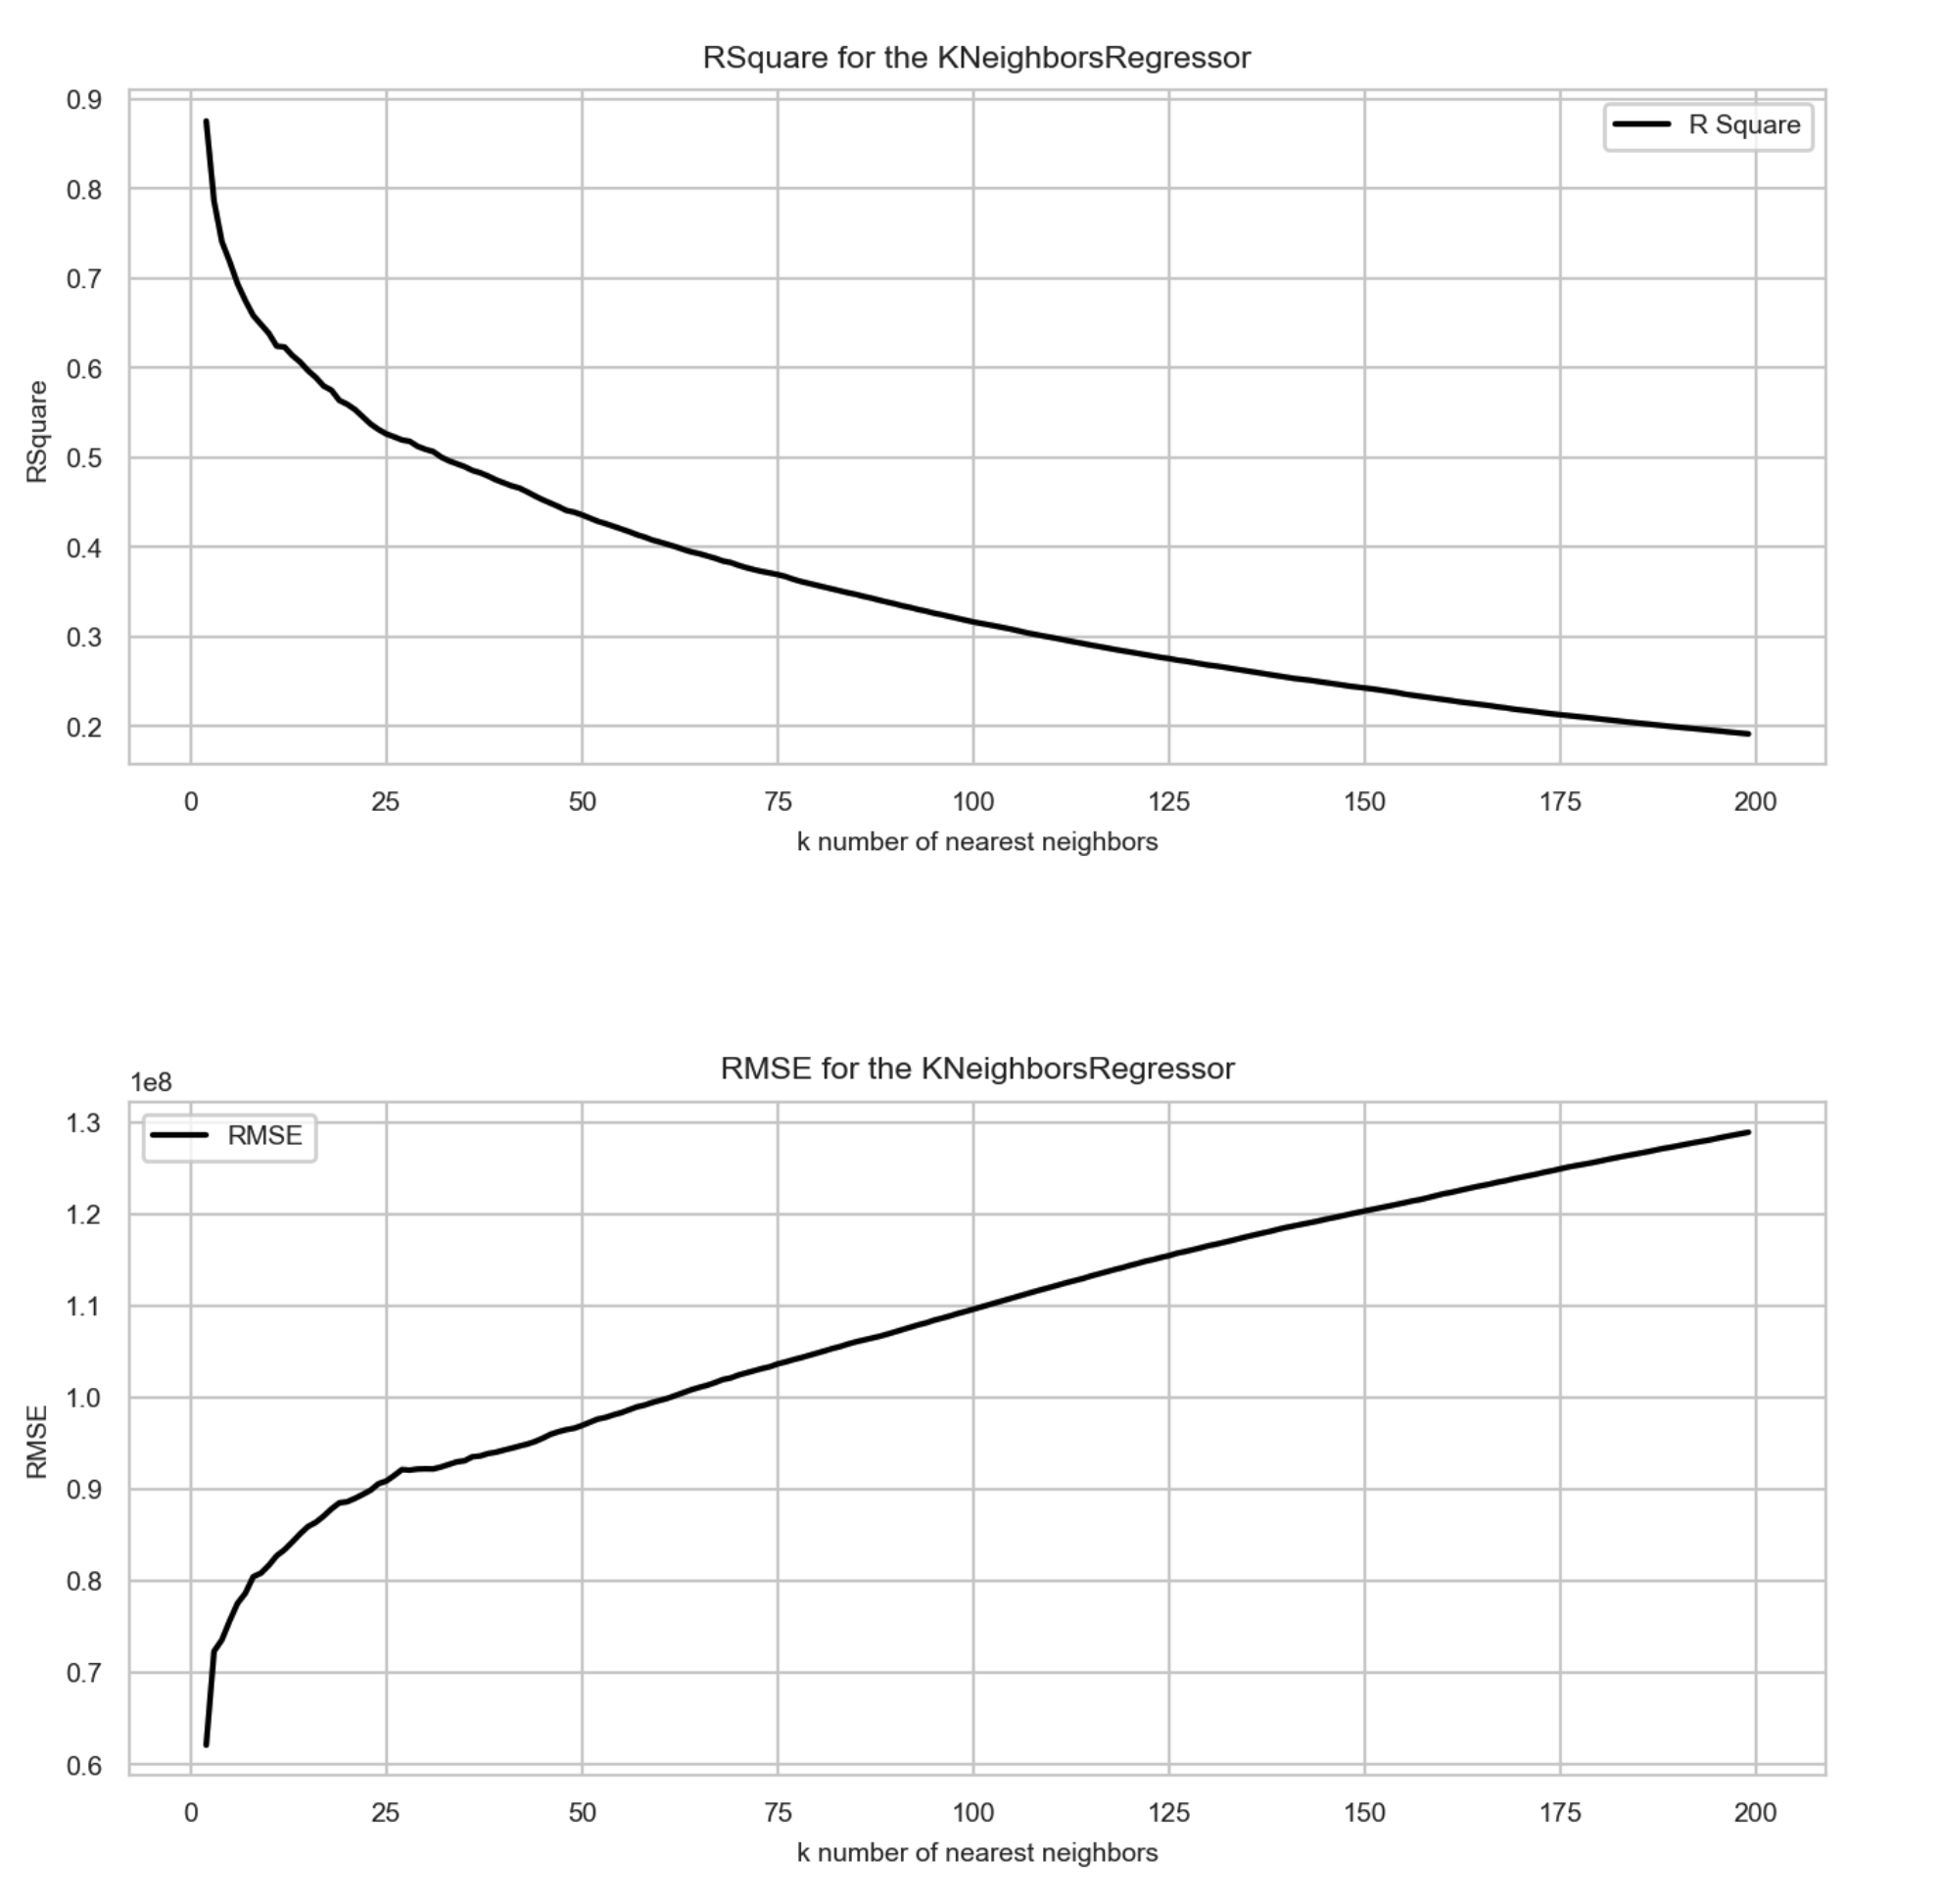 RSquare for the KNeighborsRegressor
R Square
0.9
0.8
0.7
0.6
0.5
0.4
0.3
0.2
RSquare
0 25 50 75 100 125 150 175 200
k number of nearest neighbors
RMSE for the KNeighborsRegressor
1e8
RMSE
1.3
1.2
1.1
1.0
0.9
0.8
0.7
0.6
RMSE
0 25 50 75 100 125 150 175 200
k number of nearest neighbors